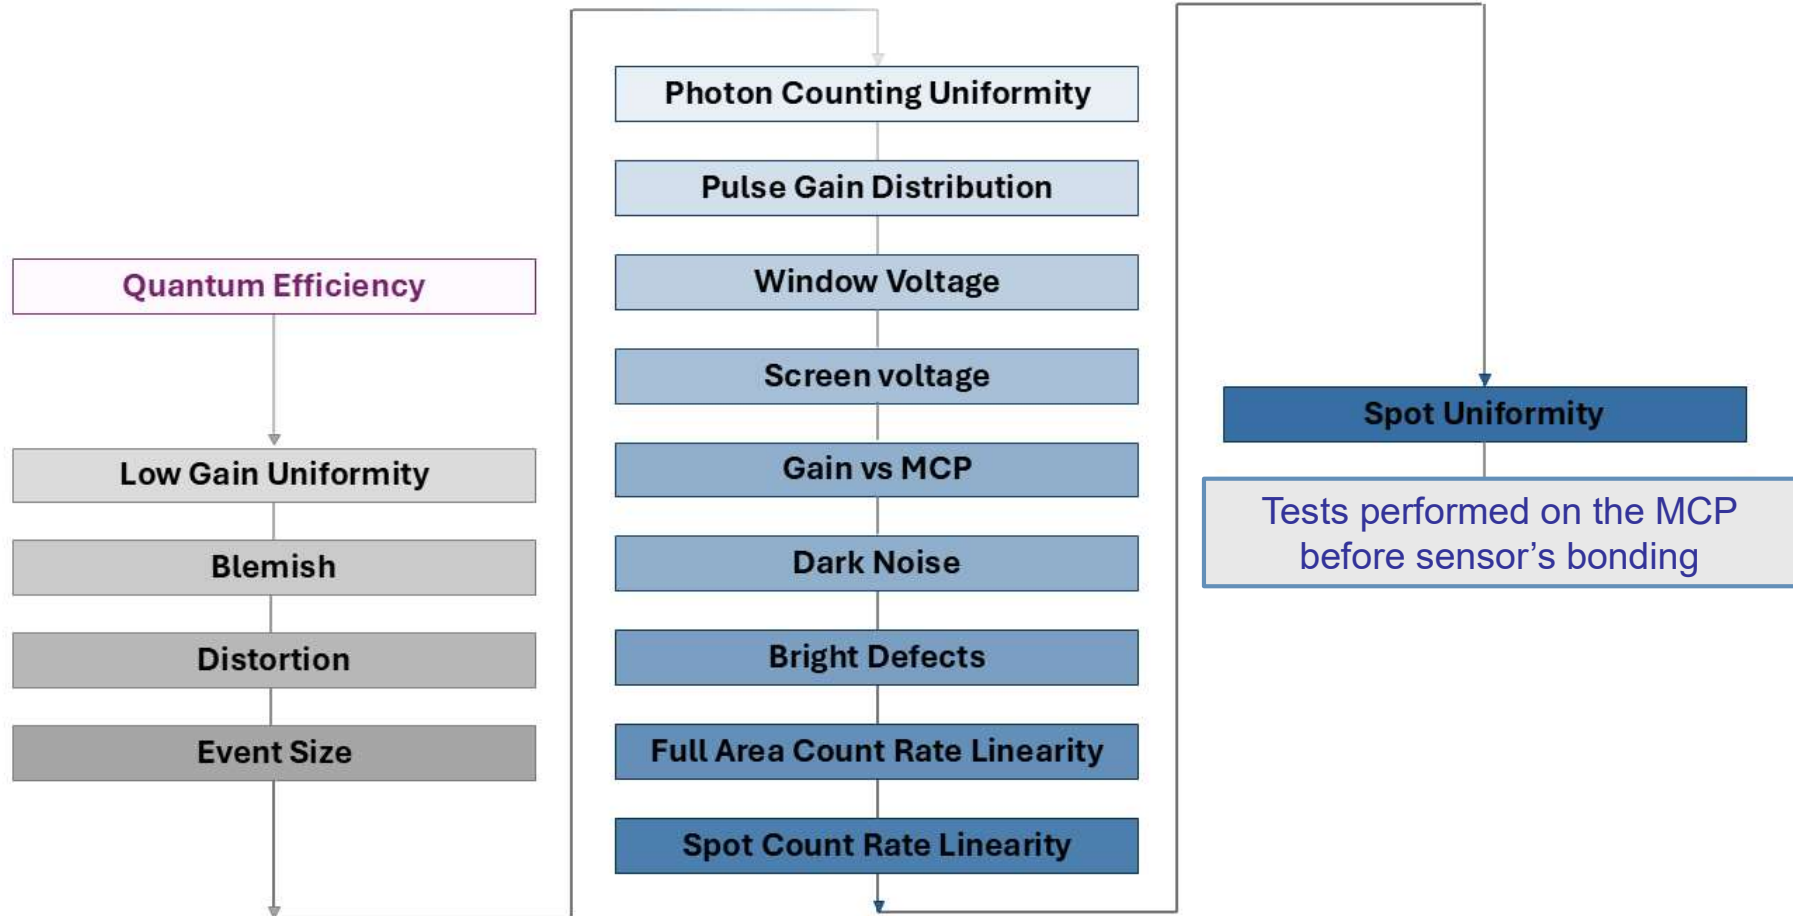 Quantum Efficiency
Low Gain Uniformity
Blemish
Distortion
Event Size
Photon Counting Uniformity
Pulse Gain Distribution
Window Voltage
Screen voltage
Gain vs MCP
Dark Noise
Bright Defects
Full Area Count Rate Linearity
Spot Count Rate Linearity
Spot Uniformity
Tests performed on the MCP
before sensor’s bonding